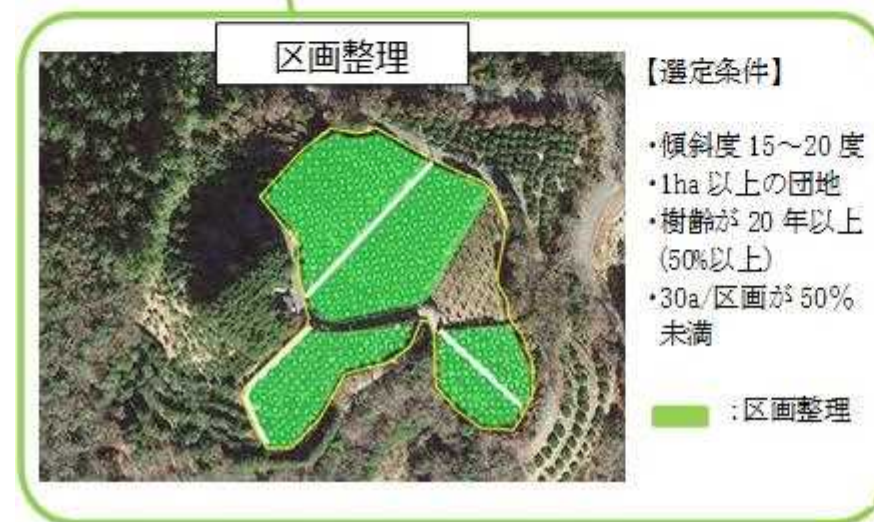 区画整理
【選定条件】
・傾斜度 15～20 度
・1ha 以上の団地
・樹齢が 20 年以上
(50%以上)
・30a/区画が 50%
未満
:区画整理